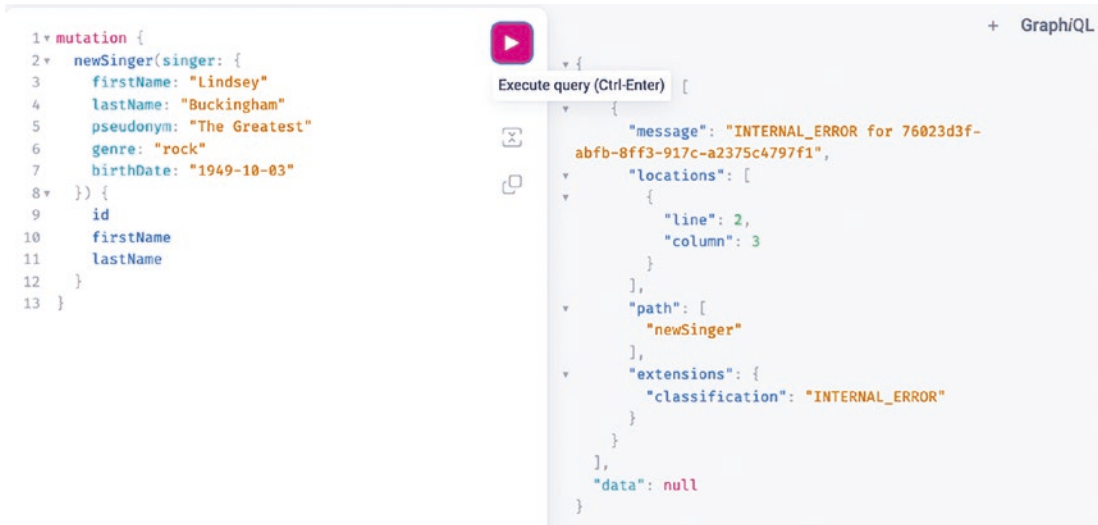 1 mutation {
2 newSinger(singer: {
3 firstName: "Lindsey"
4 lastName: "Buckingham"
5 pseudonym: "The Greatest"
6 genre: "rock"
7 birthDate: "1949-10-03"
8 }) {
9 id
10 firstName
11 lastName
12 }
13 }
Execute query (Ctrl-Enter)
+ GraphiQL
{
[
{
"message": "INTERNAL_ERROR for 76023d3f-
abfb-8ff3-917c-a2375c4797f1",
"locations": [
{
"line": 2,
"column": 3
}
],
"path": [
"newSinger"
],
"extensions": {
"classification": "INTERNAL_ERROR"
}
}
],
"data": null
}